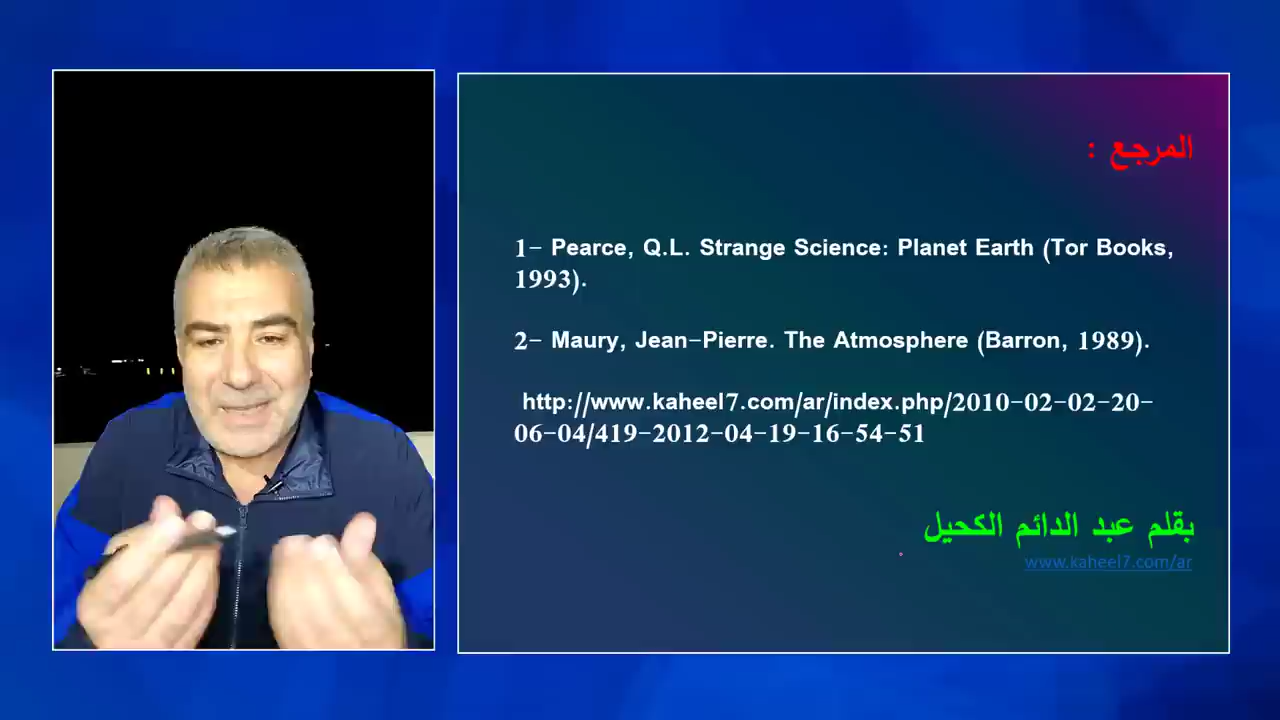 المرجع :
1- Pearce, Q.L. Strange Science: Planet Earth (Tor Books,
1993).
2- Maury, Jean-Pierre. The Atmosphere (Barron, 1989).
http://www.kaheel7.com/ar/index.php/2010-02-02-20-
06-04/419-2012-04-19-16-54-51
بقلم عبد الدائم الكحيل
www.kaheel7.com/ar